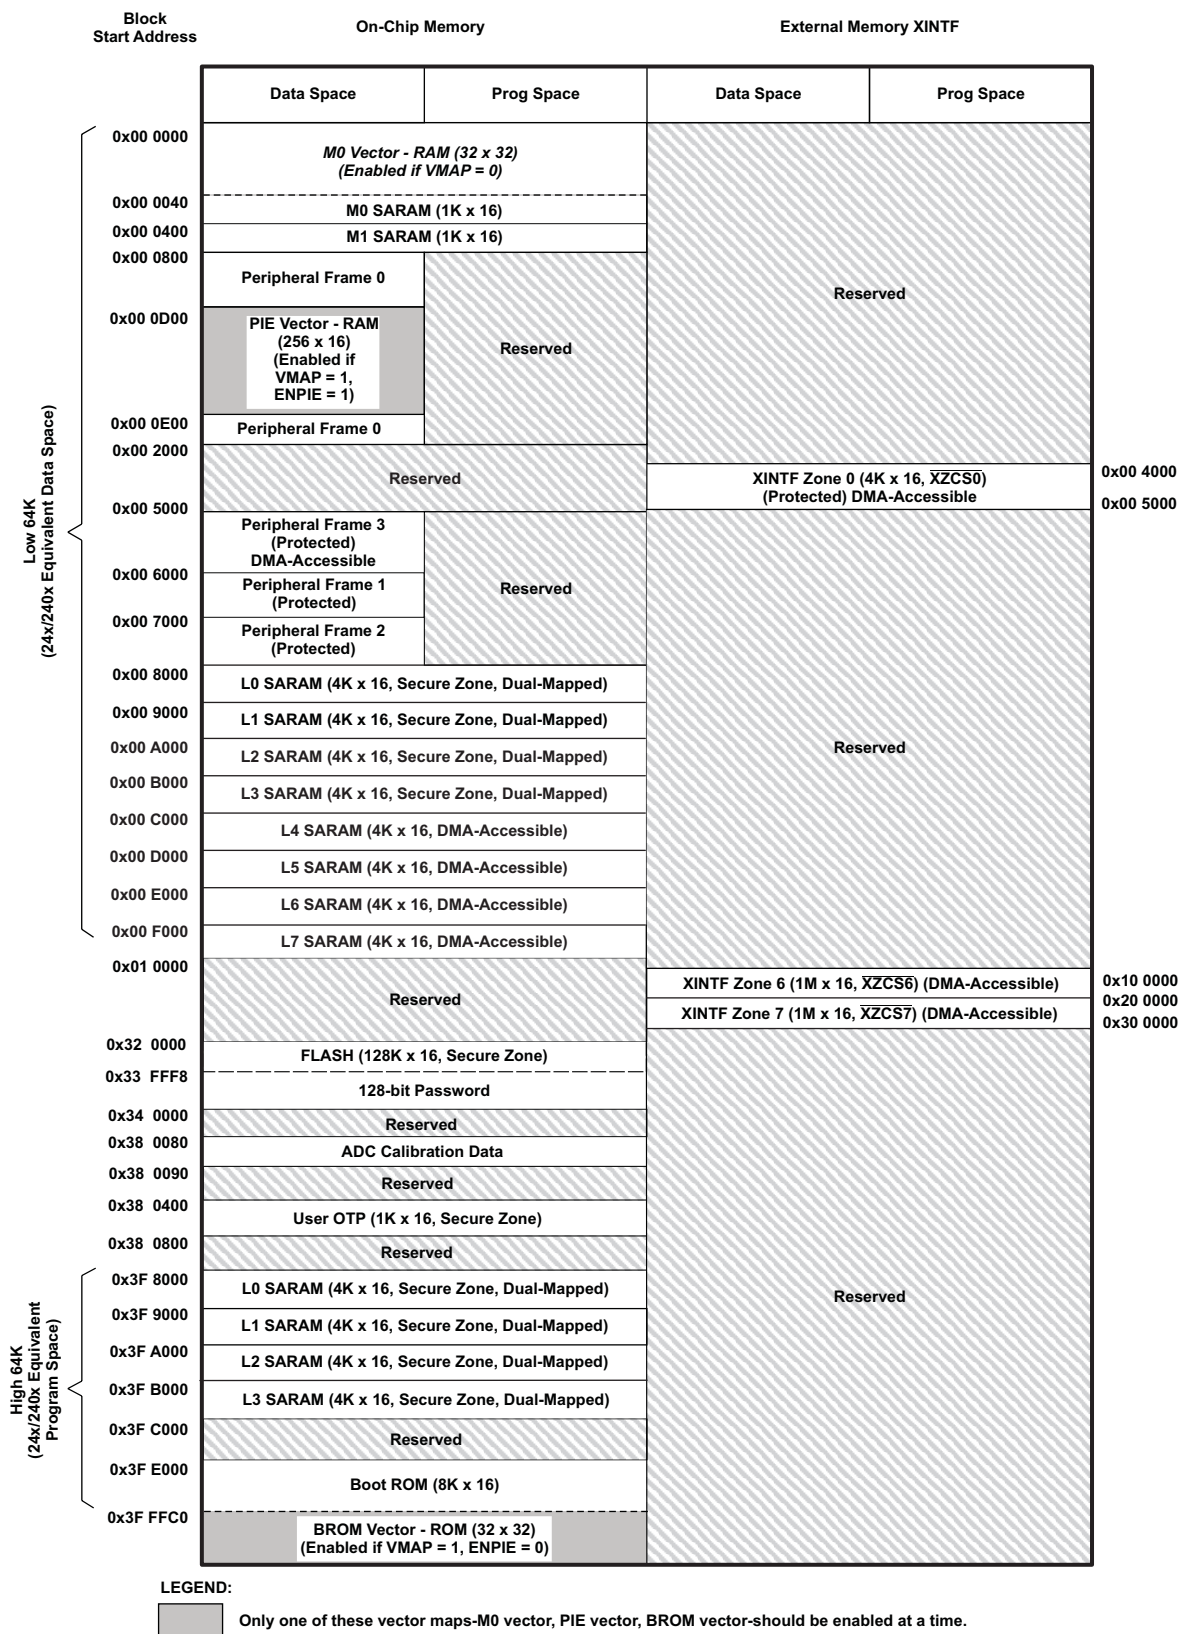 Block
Start Address
On-Chip Memory
External Memory XINTF
Data Space
Prog Space
Data Space
Prog Space
0x00 0000
M0 Vector - RAM (32 x 32)
(Enabled if VMAP = 0)
0x00 0040
M0 SARAM (1K x 16)
0x00 0400
M1 SARAM (1K x 16)
0x00 0800
Peripheral Frame 0
Reserved
0x00 0D00
PIE Vector - RAM
(256 x 16)
(Enabled if
VMAP = 1,
ENPIE = 1)
Reserved
0x00 0E00
Peripheral Frame 0
0x00 2000
Reserved
XINTF Zone 0 (4K x 16, XZCS0)
(Protected) DMA-Accessible
0x00 4000
0x00 5000
0x00 5000
Peripheral Frame 3
(Protected)
DMA-Accessible
0x00 6000
Peripheral Frame 1
(Protected)
Reserved
0x00 7000
Peripheral Frame 2
(Protected)
Low 64K
(24x/240x Equivalent Data Space)
0x00 8000
L0 SARAM (4K x 16, Secure Zone, Dual-Mapped)
0x00 9000
L1 SARAM (4K x 16, Secure Zone, Dual-Mapped)
0x00 A000
L2 SARAM (4K x 16, Secure Zone, Dual-Mapped)
Reserved
0x00 B000
L3 SARAM (4K x 16, Secure Zone, Dual-Mapped)
0x00 C000
L4 SARAM (4K x 16, DMA-Accessible)
0x00 D000
L5 SARAM (4K x 16, DMA-Accessible)
0x00 E000
L6 SARAM (4K x 16, DMA-Accessible)
0x00 F000
L7 SARAM (4K x 16, DMA-Accessible)
0x01 0000
Reserved
XINTF Zone 6 (1M x 16, XZCS6) (DMA-Accessible)
0x10 0000
0x20 0000
XINTF Zone 7 (1M x 16, XZCS7) (DMA-Accessible)
0x30 0000
0x32 0000
FLASH (128K x 16, Secure Zone)
0x33 FFF8
128-bit Password
0x34 0000
Reserved
0x38 0080
ADC Calibration Data
0x38 0090
Reserved
0x38 0400
User OTP (1K x 16, Secure Zone)
0x38 0800
Reserved
0x3F 8000
L0 SARAM (4K x 16, Secure Zone, Dual-Mapped)
Reserved
0x3F 9000
L1 SARAM (4K x 16, Secure Zone, Dual-Mapped)
0x3F A000
L2 SARAM (4K x 16, Secure Zone, Dual-Mapped)
0x3F B000
L3 SARAM (4K x 16, Secure Zone, Dual-Mapped)
High 64K
(24x/240x Equivalent
Program Space)
0x3F C000
Reserved
0x3F E000
Boot ROM (8K x 16)
0x3F FFC0
BROM Vector - ROM (32 x 32)
(Enabled if VMAP = 1, ENPIE = 0)
LEGEND:
Only one of these vector maps-M0 vector, PIE vector, BROM vector-should be enabled at a time.